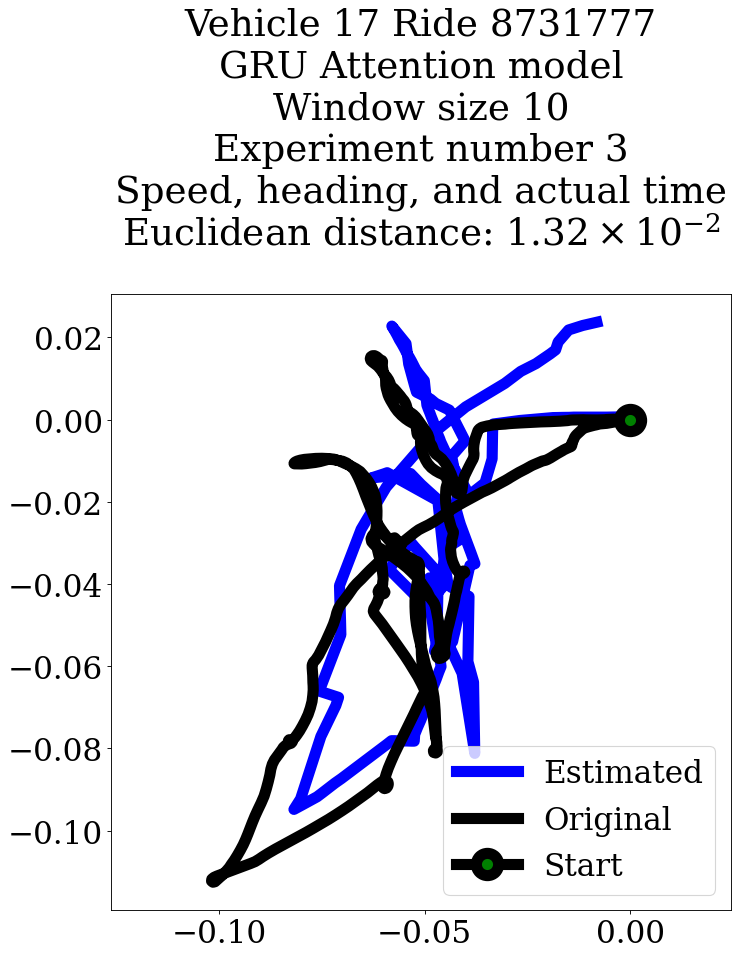 Vehicle 17 Ride 8731777
GRU Attention model
Window size 10
Experiment number 3
Speed, heading, and actual time
Euclidean distance: 1.32 × 10⁻²
0.02
0.00
−0.02
−0.04
−0.06
−0.08
−0.10
Estimated
Original
Start
−0.10 −0.05 0.00